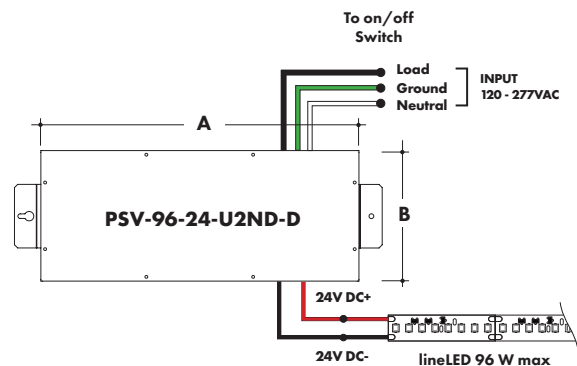 To on/off
Switch
Load
Ground
Neutral
INPUT
120 - 277VAC
A
PSV-96-24-U2ND-D
B
24V DC+
24V DC-
lineLED 96 W max